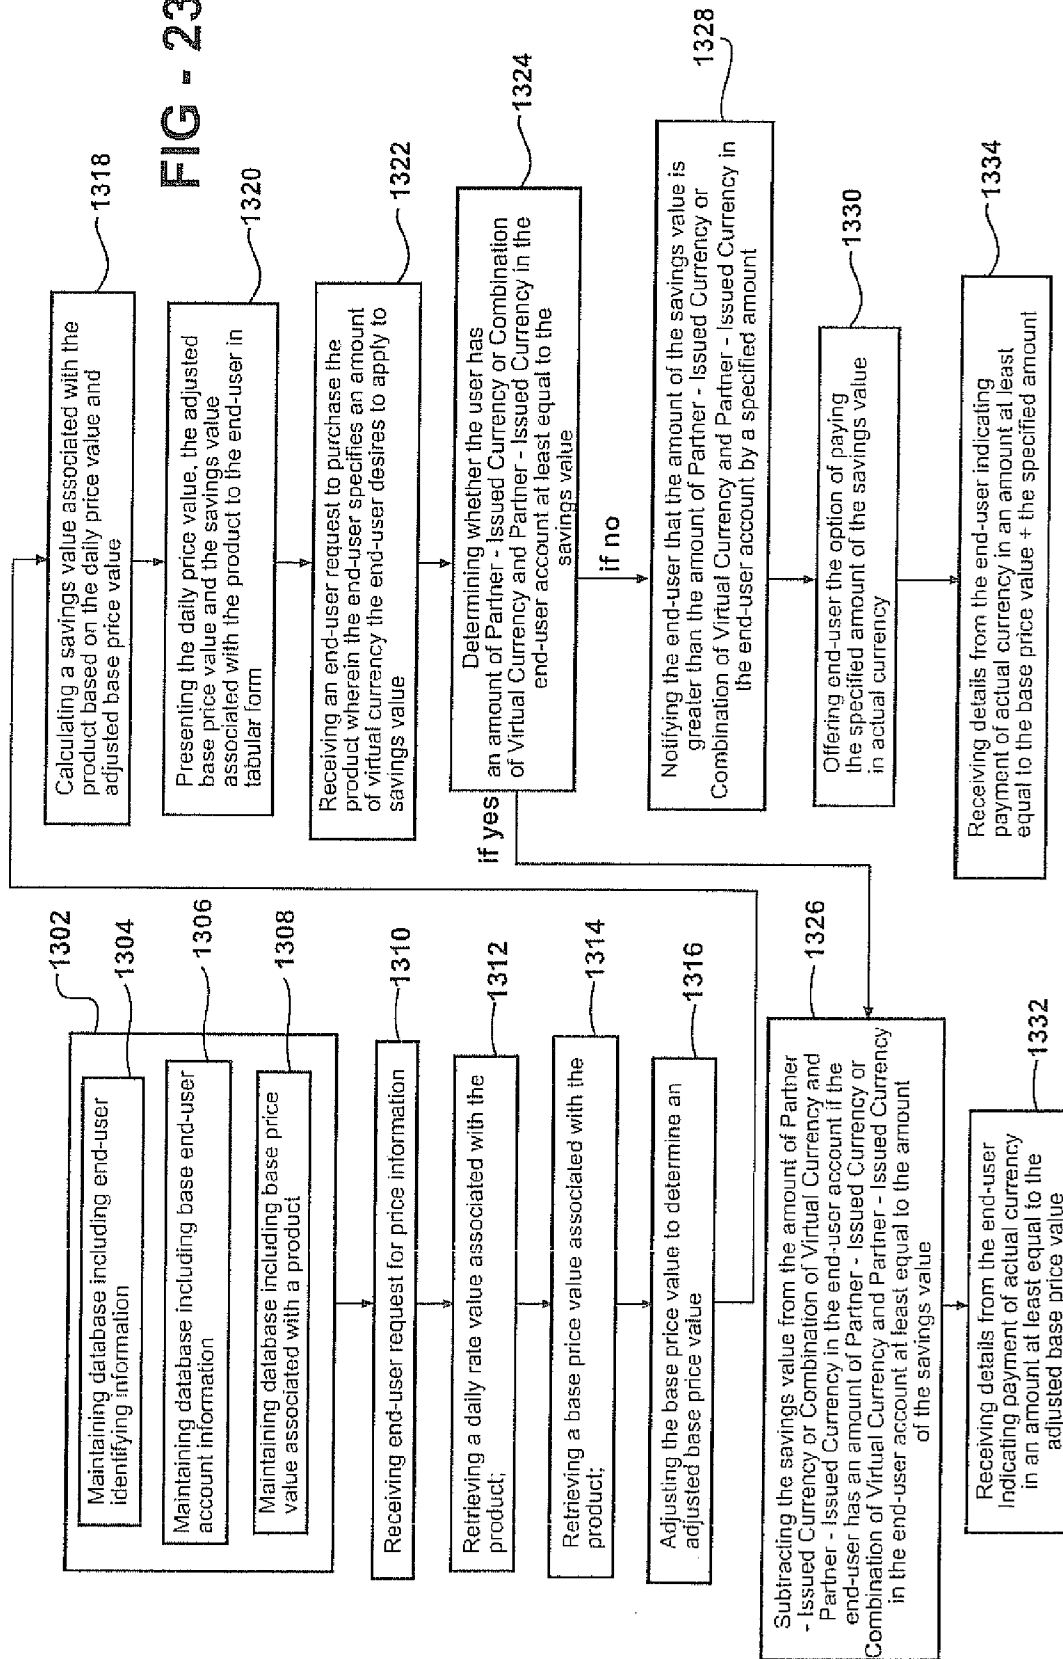 FIG - 23
1302
Maintaining database including end-user
identifying information
1304
Maintaining database including base end-user
account information
1306
Maintaining database including base price
value associated with a product
1308
Receiving end-user request for price information
1310
Retrieving a daily rate value associated with the
product;
1312
Retrieving a base price value associated with the
product;
1314
Adjusting the base price value to determine an
adjusted base price value
1316
Calculating a savings value associated with the
product based on the daily price value and
adjusted base price value
1318
Presenting the daily price value, the adjusted
base price value and the savings value
associated with the product to the end-user in
tabular form
1320
Receiving an end-user request to purchase the
product wherein the end-user specifies an amount
of virtual currency the end-user desires to apply to
savings value
1322
Determining whether the user has
an amount of Partner - Issued Currency or Combination
of Virtual Currency and Partner - Issued Currency in the
end-user account at least equal to the
savings value
1324
if yes
if no
Subtracting the savings value from the amount of Partner
- Issued Currency or Combination of Virtual Currency and
Partner - Issued Currency in the end-user account if the
end-user has an amount of Partner - Issued Currency or
Combination of Virtual Currency and Partner - Issued Currency
in the end-user account at least equal to the amount
of the savings value
1326
Notifying the end-user that the amount of the savings value is
greater than the amount of Partner - Issued Currency or
Combination of Virtual Currency and Partner - Issued Currency in
the end-user account by a specified amount
1328
Offering end-user the option of paying
the specified amount of the savings value
in actual currency
1330
Receiving details from the end-user
Indicating payment of actual currency
in an amount at least equal to the
adjusted base price value
1332
Receiving details from the end-user indicating
payment of actual currency in an amount at least
equal to the base price value + the specified amount
1334